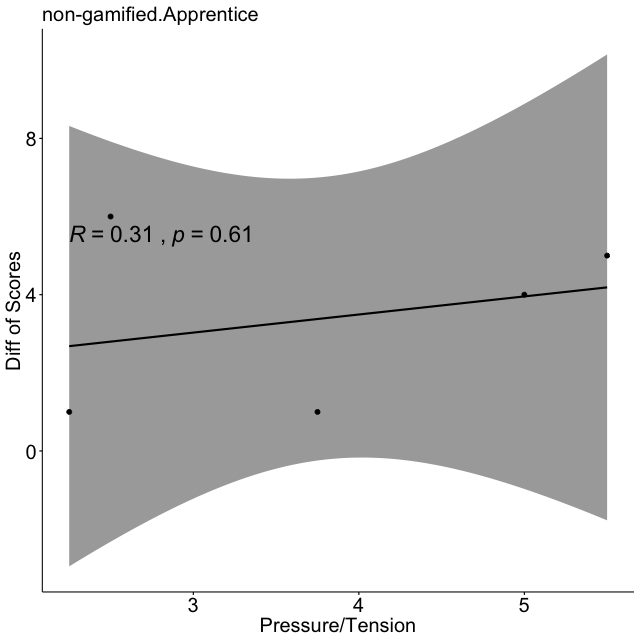 non-gamified.Apprentice
8
R = 0.31 , p = 0.61
4
0
Diff of Scores
3 4 5
Pressure/Tension